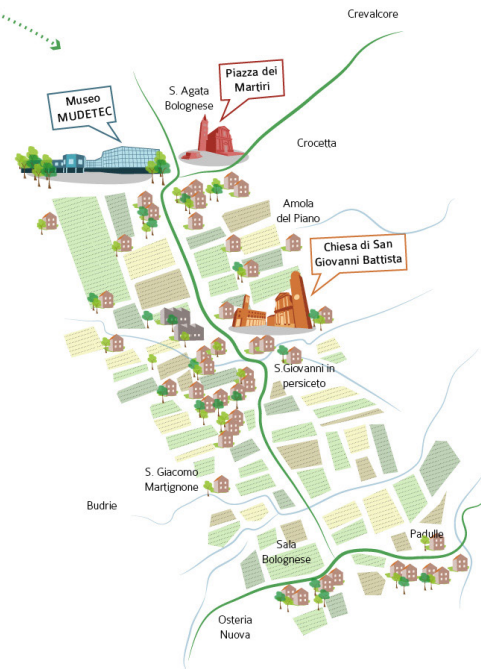 Crevalcore
Piazza dei
Martiri
S. Agata
Bolognese
Museo
MUDETEC
Crocetta
Amola
del Piano
Chiesa di San
Giovanni Battista
S.Giovanni in
persiceto
S. Giacomo
Martignone
Budrie
Padulle
Sala
Bolognese
Osteria
Nuova